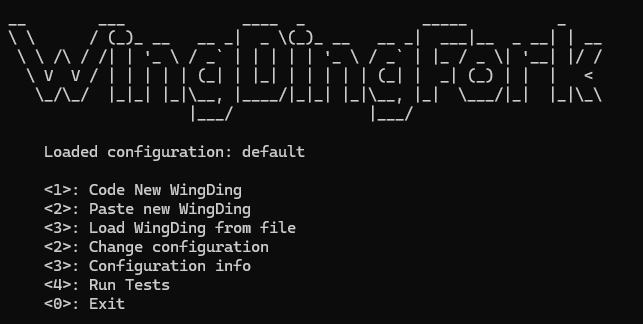 WingDingFork
Loaded configuration: default
<1>: Code New WingDing
<2>: Paste new WingDing
<3>: Load WingDing from file
<2>: Change configuration
<3>: Configuration info
<4>: Run Tests
<0>: Exit